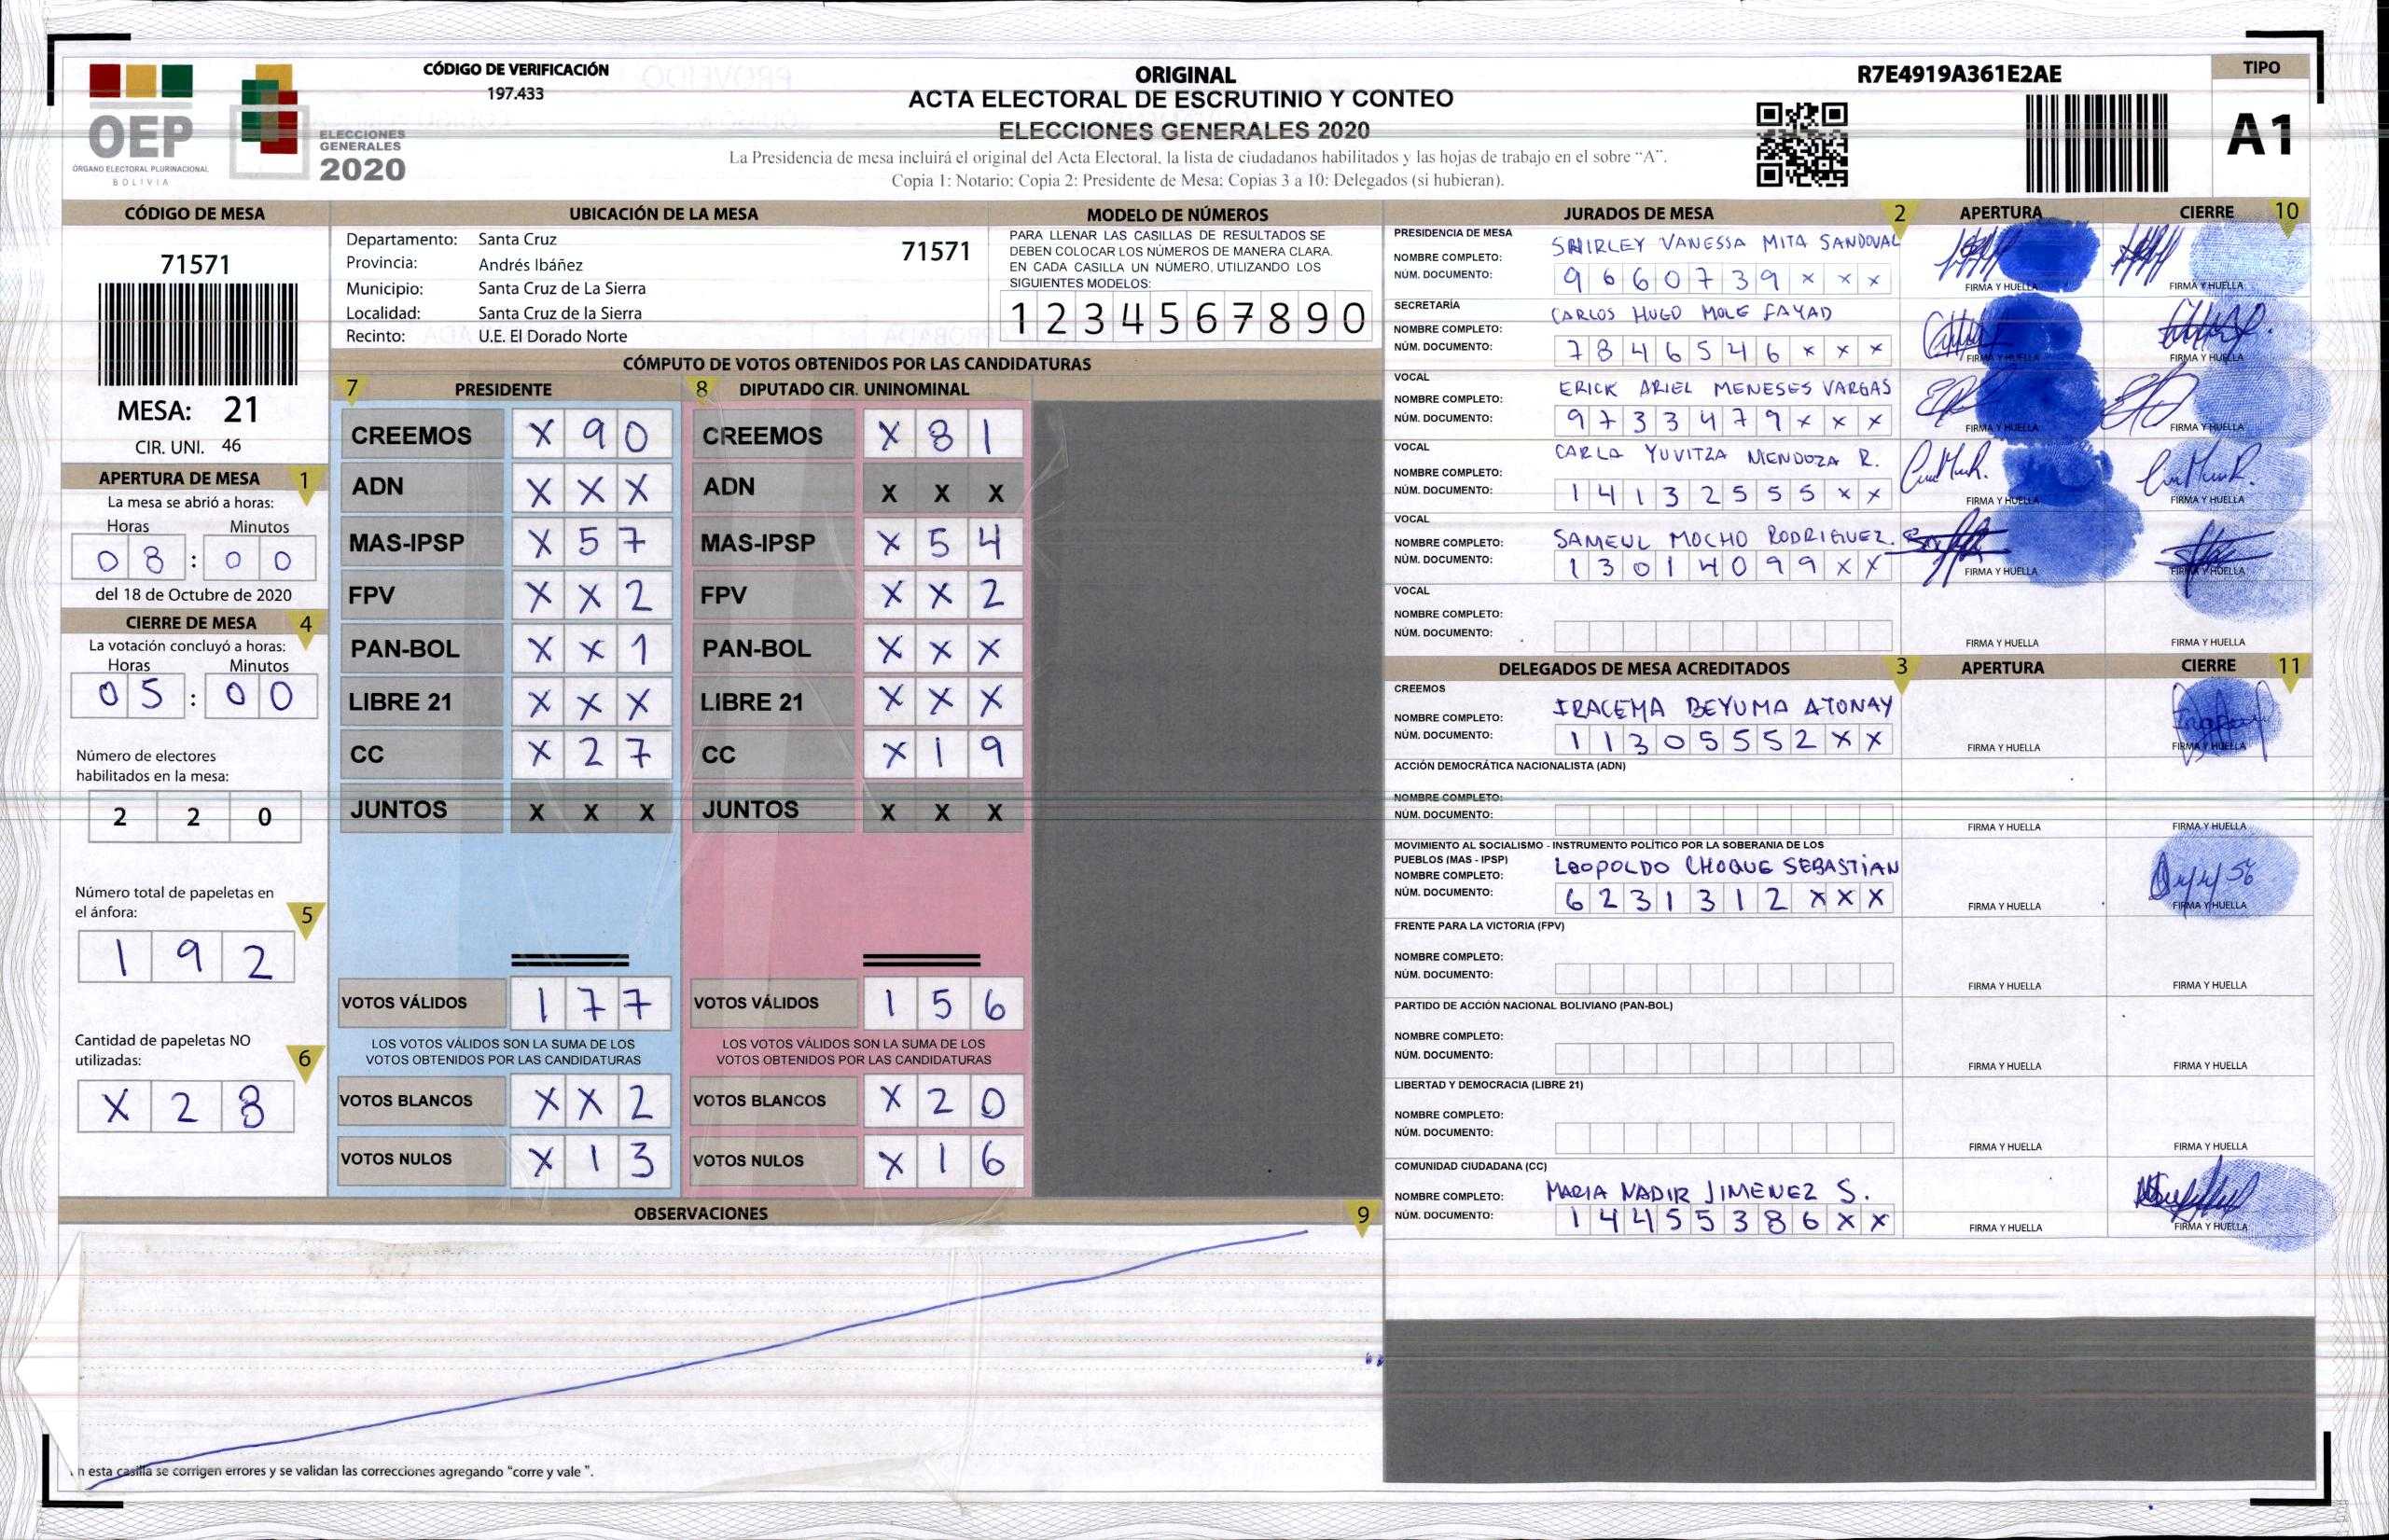 CÓDIGO DE VERIFICACIÓN
197.433
ORIGINAL
ACTA ELECTORAL DE ESCRUTINIO Y CONTEO
ELECCIONES GENERALES 2020
La Presidencia de mesa incluirá el original del Acta Electoral, la lista de ciudadanos habilitados y las hojas de trabajo en el sobre “A”.
Copia 1: Notario; Copia 2: Presidente de Mesa; Copias 3 a 10: Delegados (si hubieran).
R7E4919A361E2AE
TIPO
A1
OEP
ÓRGANO ELECTORAL PLURINACIONAL
BOLIVIA
ELECCIONES
GENERALES
2020
CÓDIGO DE MESA
71571
MESA: 21
CIR. UNI. 46
APERTURA DE MESA 1
La mesa se abrió a horas:
Horas Minutos
0 8 : 0 0
del 18 de Octubre de 2020
CIERRE DE MESA 4
La votación concluyó a horas:
Horas Minutos
0 5 : 0 0
Número de electores
habilitados en la mesa:
2 2 0
Número total de papeletas en
el ánfora: 5
1 9 2
Cantidad de papeletas NO
utilizadas: 6
X 2 8
UBICACIÓN DE LA MESA
Departamento: Santa Cruz 71571
Provincia: Andrés Ibáñez
Municipio: Santa Cruz de La Sierra
Localidad: Santa Cruz de la Sierra
Recinto: U.E. El Dorado Norte
MODELO DE NÚMEROS
PARA LLENAR LAS CASILLAS DE RESULTADOS SE
DEBEN COLOCAR LOS NÚMEROS DE MANERA CLARA.
EN CADA CASILLA UN NÚMERO, UTILIZANDO LOS
SIGUIENTES MODELOS:
1 2 3 4 5 6 7 8 9 0
CÓMPUTO DE VOTOS OBTENIDOS POR LAS CANDIDATURAS
7 PRESIDENTE
CREEMOS X 9 0
ADN X X X
MAS-IPSP X 5 7
FPV X X 2
PAN-BOL X X 1
LIBRE 21 X X X
CC X 2 7
JUNTOS X X X
VOTOS VÁLIDOS 1 7 7
LOS VOTOS VÁLIDOS SON LA SUMA DE LOS
VOTOS OBTENIDOS POR LAS CANDIDATURAS
VOTOS BLANCOS X X 2
VOTOS NULOS X 1 3
8 DIPUTADO CIR. UNINOMINAL
CREEMOS X 8 1
ADN X X X
MAS-IPSP X 5 4
FPV X X 2
PAN-BOL X X X
LIBRE 21 X X X
CC X 1 9
JUNTOS X X X
VOTOS VÁLIDOS 1 5 6
LOS VOTOS VÁLIDOS SON LA SUMA DE LOS
VOTOS OBTENIDOS POR LAS CANDIDATURAS
VOTOS BLANCOS X 2 0
VOTOS NULOS X 1 6
OBSERVACIONES 9
esta casilla se corrigen errores y se validan las correcciones agregando “corre y vale ”.
JURADOS DE MESA 2 APERTURA CIERRE 10
PRESIDENCIA DE MESA
NOMBRE COMPLETO: SHIRLEY VANESSA MITA SANDOVAL
NÚM. DOCUMENTO: 9 6 6 0 7 3 9 x x x
FIRMA Y HUELLA FIRMA Y HUELLA
SECRETARÍA
NOMBRE COMPLETO: CARLOS HUGO MOLE FAYAD
NÚM. DOCUMENTO: 7 8 4 6 5 4 6 x x x
FIRMA Y HUELLA FIRMA Y HUELLA
VOCAL
NOMBRE COMPLETO: ERICK ARIEL MENESES VARGAS
NÚM. DOCUMENTO: 9 7 3 3 4 7 9 x x x
FIRMA Y HUELLA FIRMA Y HUELLA
VOCAL
NOMBRE COMPLETO: CARLA YUVITZA MENDOZA R.
NÚM. DOCUMENTO: 1 4 1 3 2 5 5 5 x x
FIRMA Y HUELLA FIRMA Y HUELLA
VOCAL
NOMBRE COMPLETO: SAMEUL MOCHO RODRIGUEZ.
NÚM. DOCUMENTO: 1 3 0 1 4 0 9 9 x x
FIRMA Y HUELLA FIRMA Y HUELLA
VOCAL
NOMBRE COMPLETO:
NÚM. DOCUMENTO:
FIRMA Y HUELLA FIRMA Y HUELLA
DELEGADOS DE MESA ACREDITADOS 3 APERTURA CIERRE 11
CREEMOS
NOMBRE COMPLETO: IRACEMA BEYUMA ATONAY
NÚM. DOCUMENTO: 1 1 3 0 5 5 5 2 X X
FIRMA Y HUELLA FIRMA Y HUELLA
ACCIÓN DEMOCRÁTICA NACIONALISTA (ADN)
NOMBRE COMPLETO:
NÚM. DOCUMENTO:
FIRMA Y HUELLA FIRMA Y HUELLA
MOVIMIENTO AL SOCIALISMO - INSTRUMENTO POLÍTICO POR LA SOBERANIA DE LOS
PUEBLOS (MAS - IPSP)
NOMBRE COMPLETO: LEOPOLDO CHOQUE SEBASTIAN
NÚM. DOCUMENTO: 6 2 3 1 3 1 2 X X X
FIRMA Y HUELLA FIRMA Y HUELLA
FRENTE PARA LA VICTORIA (FPV)
NOMBRE COMPLETO:
NÚM. DOCUMENTO:
FIRMA Y HUELLA FIRMA Y HUELLA
PARTIDO DE ACCIÓN NACIONAL BOLIVIANO (PAN-BOL)
NOMBRE COMPLETO:
NÚM. DOCUMENTO:
FIRMA Y HUELLA FIRMA Y HUELLA
LIBERTAD Y DEMOCRACIA (LIBRE 21)
NOMBRE COMPLETO:
NÚM. DOCUMENTO:
FIRMA Y HUELLA FIRMA Y HUELLA
COMUNIDAD CIUDADANA (CC)
NOMBRE COMPLETO: MARIA NADIR JIMENEZ S.
NÚM. DOCUMENTO: 1 4 4 5 5 3 8 6 X X
FIRMA Y HUELLA FIRMA Y HUELLA